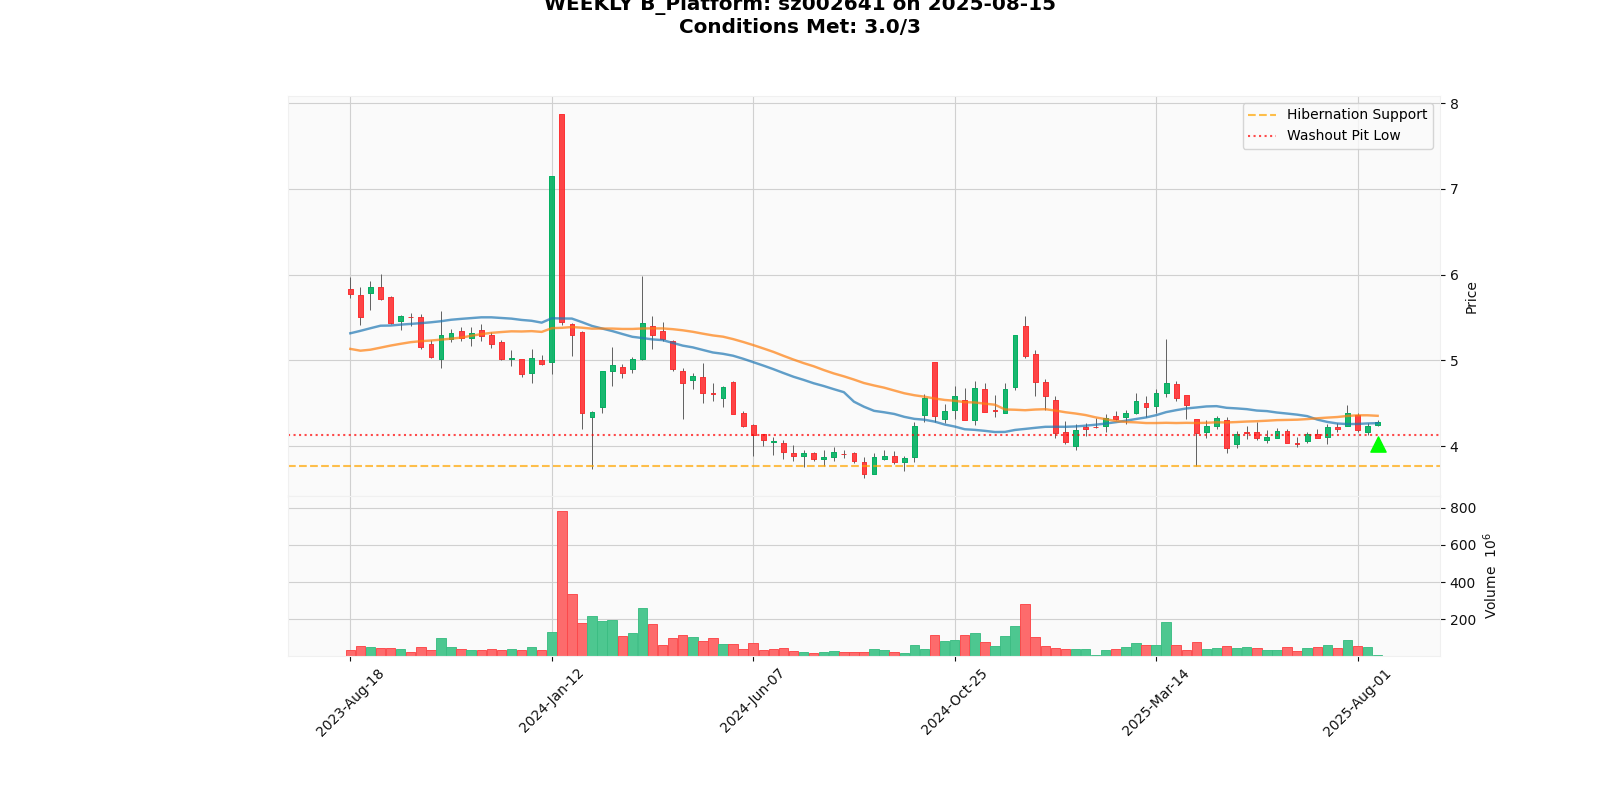 WEEKLY B_Platform: sz002641 on 2025-08-15
Conditions Met: 3.0/3
Hibernation Support
Washout Pit Low
8
7
6
5
4
Price
800
600
400
200
Volume 10^6
2023-Aug-18
2024-Jan-12
2024-Jun-07
2024-Oct-25
2025-Mar-14
2025-Aug-01